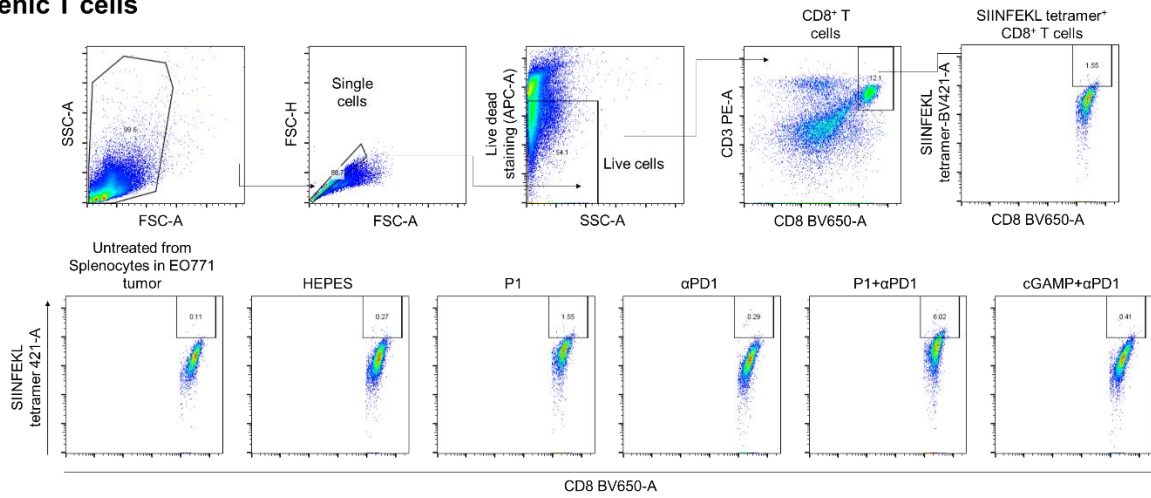 enic T cells
CD8+ T
cells
SIINFEKL tetramer+
CD8+ T cells
SSC-A
99.6
FSC-A
FSC-H
Single
cells
86.7
FSC-A
Live dead
staining (APC-A)
54.1
Live cells
SSC-A
CD3 PE-A
12.1
CD8 BV650-A
SIINFEKL
tetramer-BV421-A
1.55
CD8 BV650-A
Untreated from
Splenocytes in EO771
tumor
HEPES
P1
αPD1
P1+αPD1
cGAMP+αPD1
SIINFEKL
tetramer 421-A
0.11
0.27
1.55
0.29
6.02
0.41
CD8 BV650-A